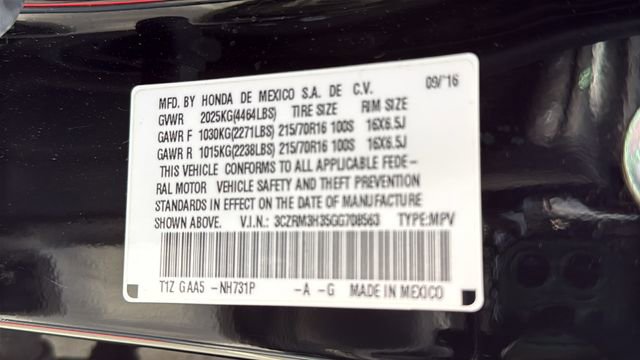 MFD. BY HONDA DE MEXICO S.A. DE C.V. 09/'16
GVWR 2025KG(4464LBS) TIRE SIZE RIM SIZE
GAWR F 1030KG(2271LBS) 215/70R16 100S 16X6.5J
GAWR R 1015KG(2238LBS) 215/70R16 100S 16X6.5J
THIS VEHICLE CONFORMS TO ALL APPLICABLE FEDE-
RAL MOTOR VEHICLE SAFETY AND THEFT PREVENTION
STANDARDS IN EFFECT ON THE DATE OF MANUFACTURE
SHOWN ABOVE. V.I.N.: 3CZRM3H35GG708563 TYPE:MPV
T1Z GAA5 -NH731P -A -G MADE IN MEXICO